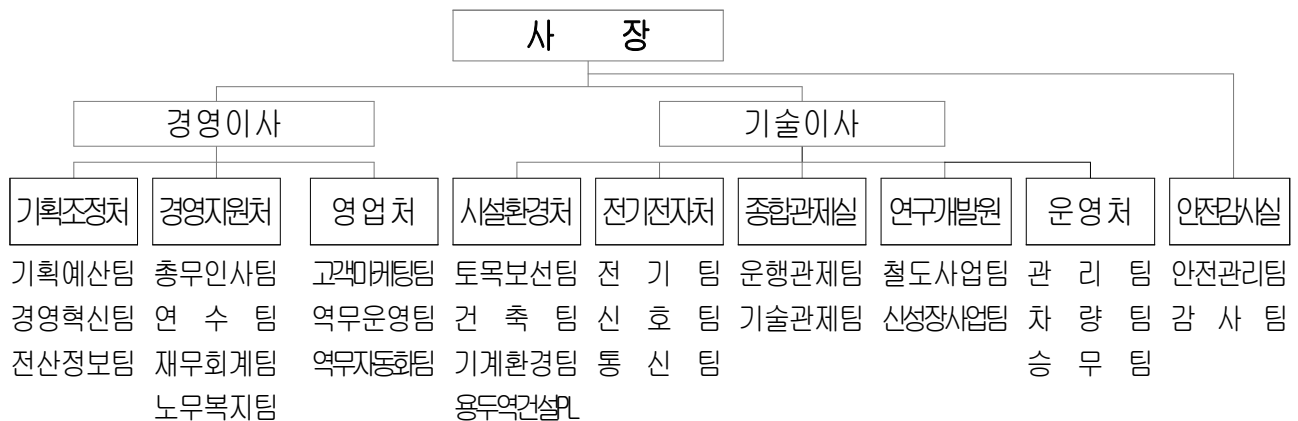 사 장
경영이사 기술이사
기획조정처 경영지원처 영업처 시설환경처 전기전자처 종합관제실 연구개발원 운영처 안전감사실
기획예산팀 총무인사팀 고객마케팅팀 토목보선팀 전 기 팀 운행관제팀 철도사업팀 관 리 팀 안전관리팀
경영혁신팀 연 수 팀 역무운영팀 건 축 팀 신 호 팀 기술관제팀 신성장사업팀 차 량 팀 감 사 팀
전산정보팀 재무회계팀 역무자동화팀 기계환경팀 통 신 팀 승 무 팀
노무복지팀 용두역건설PL